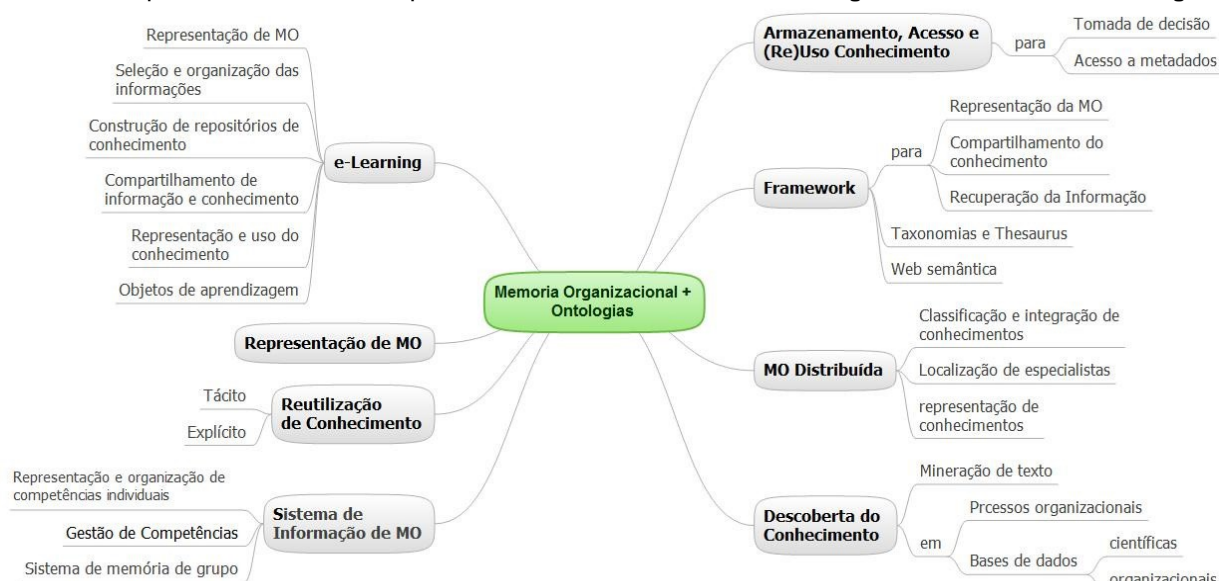 Representação de MO
Seleção e organização das
informações
Construção de repositórios de
conhecimento
Compartilhamento de
informação e conhecimento
Representação e uso do
conhecimento
Objetos de aprendizagem
e-Learning
Representação de MO
Tácito
Explícito
Reutilização
de Conhecimento
Representação e organização de
competências individuais
Gestão de Competências
Sistema de memória de grupo
Sistema de
Informação de MO
Memoria Organizacional +
Ontologias
Armazenamento, Acesso e
(Re)Uso Conhecimento
para
Tomada de decisão
Acesso a metadados
Framework
para
Representação da MO
Compartilhamento do
conhecimento
Recuperação da Informação
Taxonomias e Thesaurus
Web semântica
MO Distribuída
Classificação e integração de
conhecimentos
Localização de especialistas
representação de
conhecimentos
Descoberta do
Conhecimento
Mineração de texto
em
Prcessos organizacionais
Bases de dados
científicas
organizacionais